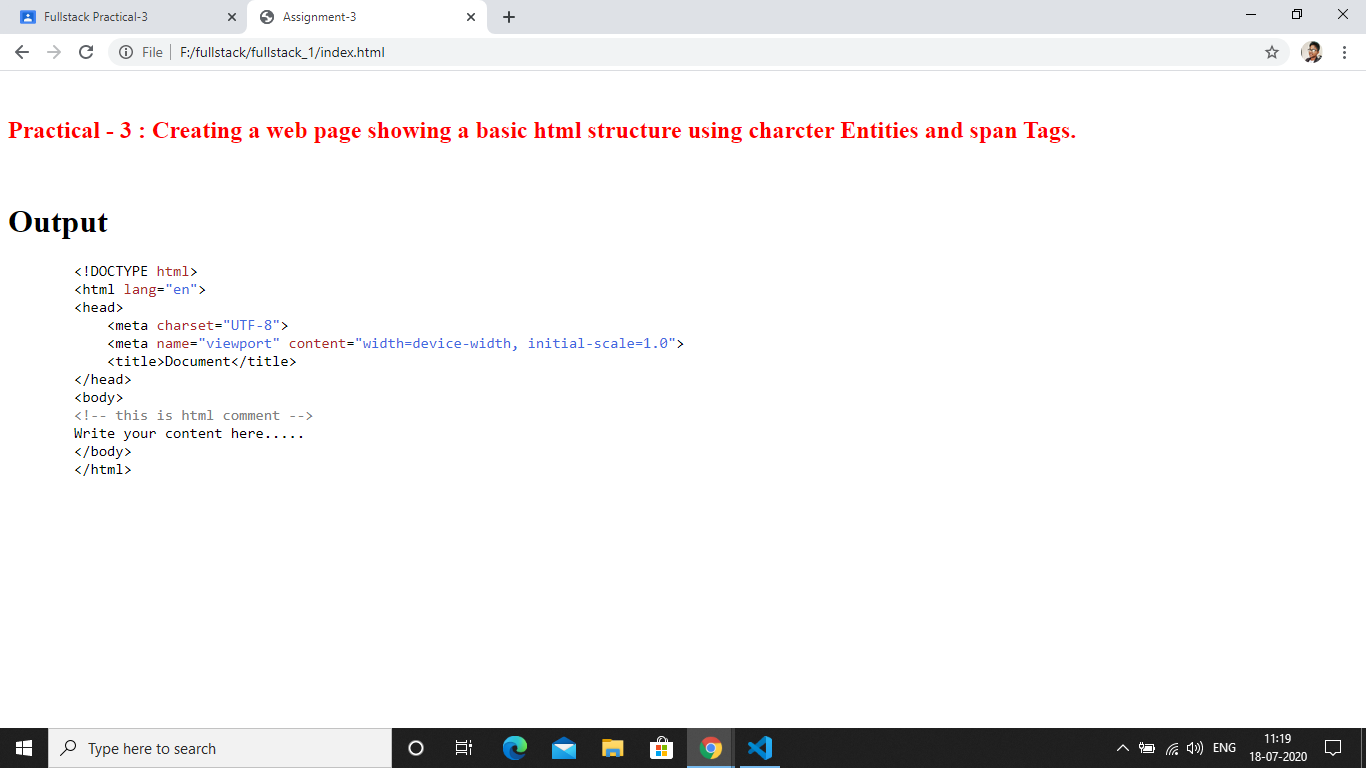 Fullstack Practical-3
Assignment-3
File
F:/fullstack/fullstack_1/index.html
Practical - 3 : Creating a web page showing a basic html structure using charcter Entities and span Tags.
Output
<!DOCTYPE html>
<html lang="en">
<head>
    <meta charset="UTF-8">
    <meta name="viewport" content="width=device-width, initial-scale=1.0">
    <title>Document</title>
</head>
<body>
<!-- this is html comment -->
Write your content here.....
</body>
</html>
Type here to search
ENG
11:19
18-07-2020